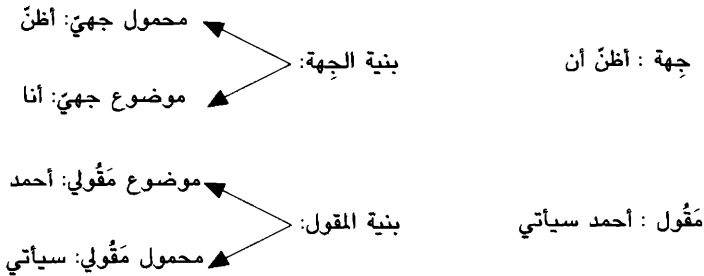 جِهة : أظنّ أن
بنية الجِهة:
محمول جهيّ: أظنّ
موضوع جهيّ: أنا
مَقُول : أحمد سيأتي
بنية المقول:
موضوع مَقُولي: أحمد
محمول مَقُولي: سيأتي